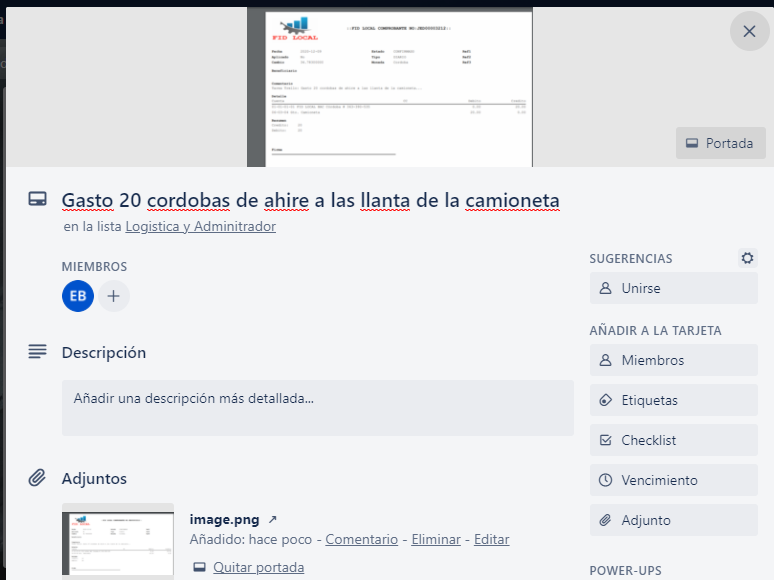 FID LOCAL
Portada
Gasto 20 cordobas de ahire a las llanta de la camioneta
en la lista Logistica y Adminitrador
MIEMBROS
EB
Descripción
Añadir una descripción más detallada...
Adjuntos
image.png ↗
Añadido: hace poco - Comentario - Eliminar - Editar
Quitar portada
SUGERENCIAS
Unirse
AÑADIR A LA TARJETA
Miembros
Etiquetas
Checklist
Vencimiento
Adjunto
POWER-UPS